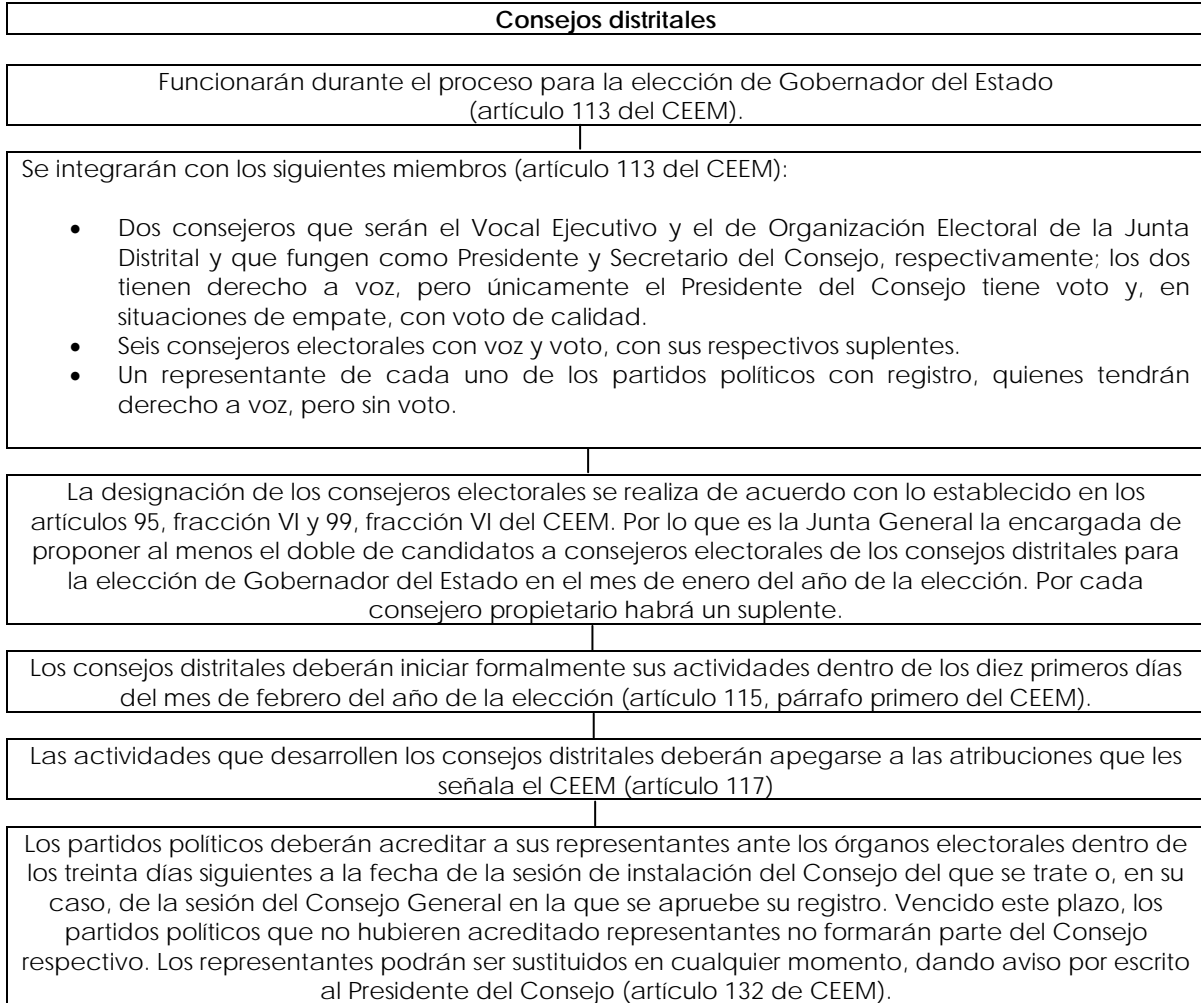 Consejos distritales
Funcionarán durante el proceso para la elección de Gobernador del Estado
(artículo 113 del CEEM).
Se integrarán con los siguientes miembros (artículo 113 del CEEM):
• Dos consejeros que serán el Vocal Ejecutivo y el de Organización Electoral de la Junta
Distrital y que fungen como Presidente y Secretario del Consejo, respectivamente; los dos
tienen derecho a voz, pero únicamente el Presidente del Consejo tiene voto y, en
situaciones de empate, con voto de calidad.
• Seis consejeros electorales con voz y voto, con sus respectivos suplentes.
• Un representante de cada uno de los partidos políticos con registro, quienes tendrán
derecho a voz, pero sin voto.
La designación de los consejeros electorales se realiza de acuerdo con lo establecido en los
artículos 95, fracción VI y 99, fracción VI del CEEM. Por lo que es la Junta General la encargada de
proponer al menos el doble de candidatos a consejeros electorales de los consejos distritales para
la elección de Gobernador del Estado en el mes de enero del año de la elección. Por cada
consejero propietario habrá un suplente.
Los consejos distritales deberán iniciar formalmente sus actividades dentro de los diez primeros días
del mes de febrero del año de la elección (artículo 115, párrafo primero del CEEM).
Las actividades que desarrollen los consejos distritales deberán apegarse a las atribuciones que les
señala el CEEM (artículo 117)
Los partidos políticos deberán acreditar a sus representantes ante los órganos electorales dentro de
los treinta días siguientes a la fecha de la sesión de instalación del Consejo del que se trate o, en su
caso, de la sesión del Consejo General en la que se apruebe su registro. Vencido este plazo, los
partidos políticos que no hubieren acreditado representantes no formarán parte del Consejo
respectivo. Los representantes podrán ser sustituidos en cualquier momento, dando aviso por escrito
al Presidente del Consejo (artículo 132 de CEEM).